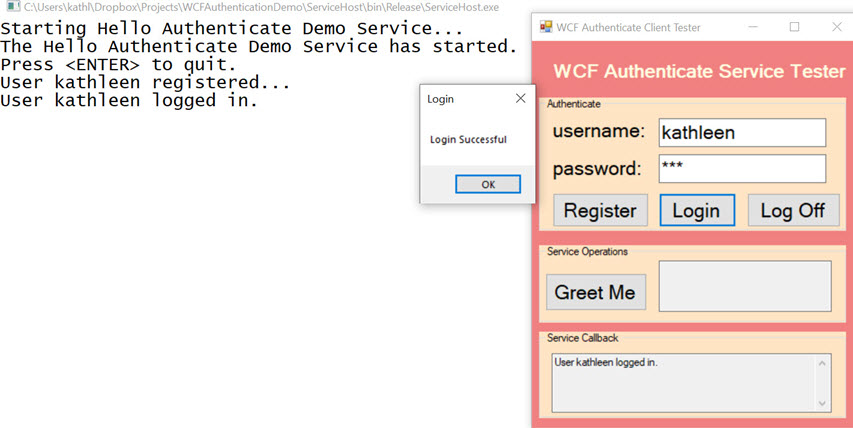 C:\Users\kathl\Dropbox\Projects\WCFAuthenticationDemo\ServiceHost\bin\Release\ServiceHost.exe
Starting Hello Authenticate Demo Service...
The Hello Authenticate Demo Service has started.
Press <ENTER> to quit.
User kathleen registered...
User kathleen logged in.
Login
Login Successful
OK
WCF Authenticate Client Tester
WCF Authenticate Service Tester
Authenticate
username: kathleen
password: ***
Register Login Log Off
Service Operations
Greet Me
Service Callback
User kathleen logged in.